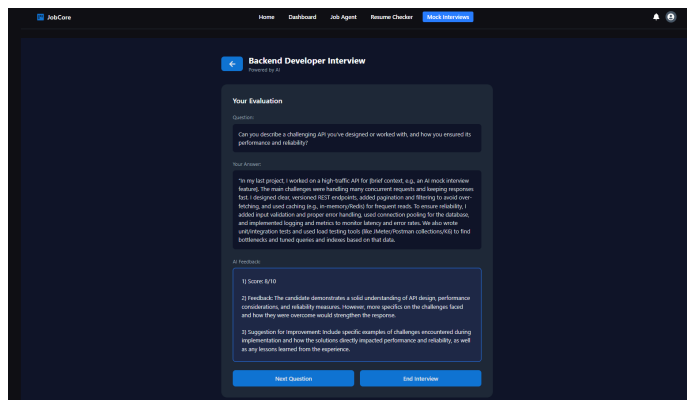 JobCore
Home Dashboard Job Agent Resume Checker Mock Interviews
Backend Developer Interview
Powered by AI
Your Evaluation
Question:
Can you describe a challenging API you've designed or worked with, and how you ensured its
performance and reliability?
Your Answer:
"In my last project, I worked on a high-traffic API for [brief context, e.g., an AI mock interview
feature]. The main challenges were handling many concurrent requests and keeping responses
fast. I designed clear, versioned REST endpoints, added pagination and filtering to avoid over-
fetching, and used caching (e.g., in-memory/Redis) for frequent reads. To ensure reliability, I
added input validation and proper error handling, used connection pooling for the database,
and implemented logging and metrics to monitor latency and error rates. We also wrote
unit/integration tests and used load testing tools (like JMeter/Postman collections/K6) to find
bottlenecks and tuned queries and indexes based on that data.
AI Feedback:
1) Score: 8/10
2) Feedback: The candidate demonstrates a solid understanding of API design, performance
considerations, and reliability measures. However, more specifics on the challenges faced
and how they were overcome would strengthen the response.
3) Suggestion for Improvement: Include specific examples of challenges encountered during
implementation and how the solutions directly impacted performance and reliability, as well
as any lessons learned from the experience.
Next Question End Interview